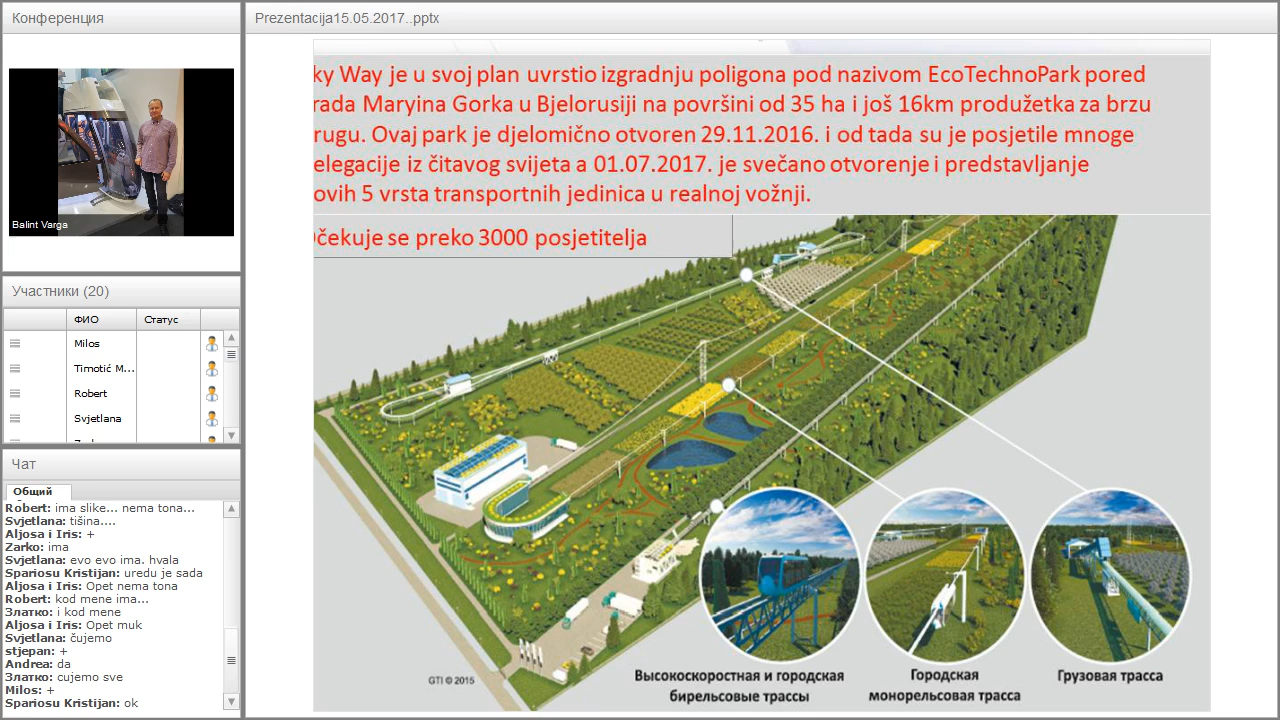 Конференция
Balint Varga
Участники (20)
ФИО
Статус
Milos
Timotić M...
Robert
Svjetlana
Чат
Общий
Robert: ima slike... nema tona...
Svjetlana: tišina....
Aljosa i Iris: +
Zarko: ima
Svjetlana: evo evo ima. hvala
Spariosu Kristijan: uredu je sada
Aljosa i Iris: Opet nema tona
Robert: kod mene ima...
Златко: i kod mene
Aljosa i Iris: Opet muk
Svjetlana: čujemo
stjepan: +
Andrea: da
Златко: cujemo sve
Milos: +
Spariosu Kristijan: ok
Prezentacija15.05.2017..pptx
ky Way je u svoj plan uvrstio izgradnju poligona pod nazivom EcoTechnoPark pored
rada Maryina Gorka u Bjelorusiji na površini od 35 ha i još 16km produžetka za brzu
rugu. Ovaj park je djelomično otvoren 29.11.2016. i od tada su je posjetile mnoge
elegacije iz čitavog svijeta a 01.07.2017. je svečano otvorenje i predstavljanje
ovih 5 vrsta transportnih jedinica u realnoj vožnji.
čekuje se preko 3000 posjetitelja
GTI © 2015
Высокоскоростная и городская
бирельсовые трассы
Городская
монорельсовая трасса
Грузовая трасса